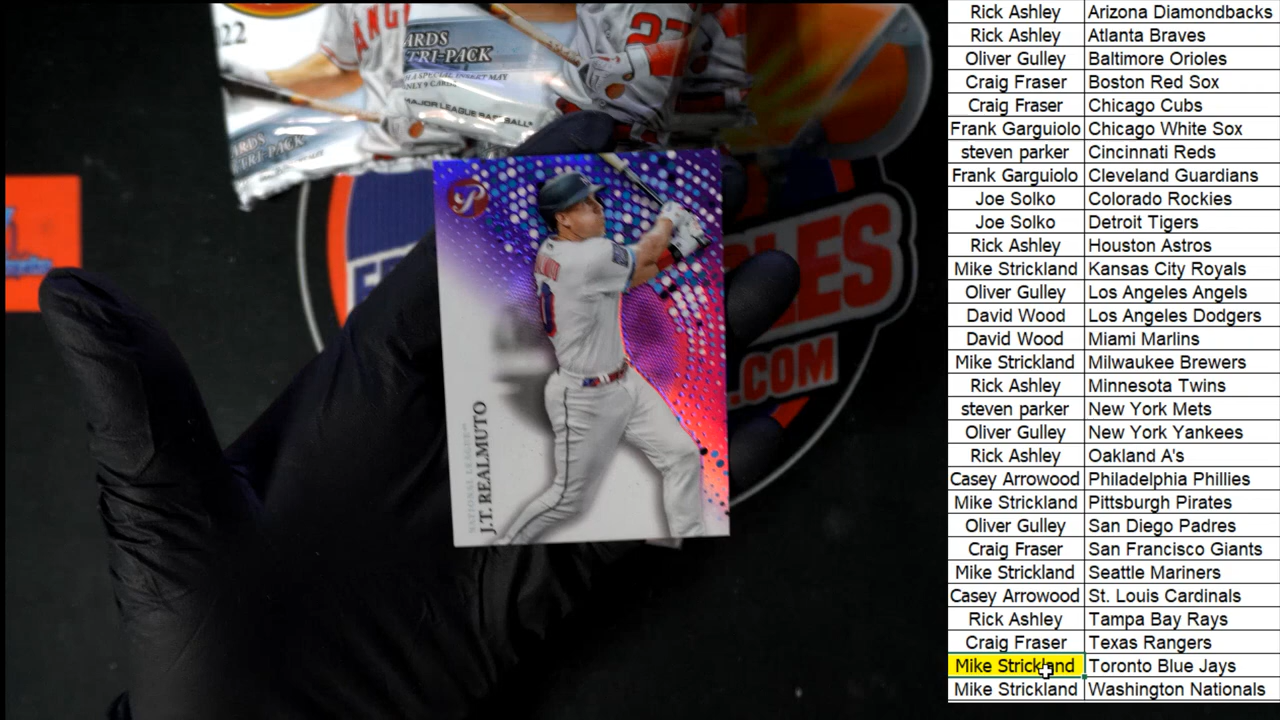 22
ARDS
TRI-PACK
MAJOR LEAGUE BASEBALL
27
ARDS
TRI-PACK
LES
.COM
P
NATIONAL LEAGUE
J.T. REALMUTO
Rick Ashley Arizona Diamondbacks
Rick Ashley Atlanta Braves
Oliver Gulley Baltimore Orioles
Craig Fraser Boston Red Sox
Craig Fraser Chicago Cubs
Frank Garguiolo Chicago White Sox
steven parker Cincinnati Reds
Frank Garguiolo Cleveland Guardians
Joe Solko Colorado Rockies
Joe Solko Detroit Tigers
Rick Ashley Houston Astros
Mike Strickland Kansas City Royals
Oliver Gulley Los Angeles Angels
David Wood Los Angeles Dodgers
David Wood Miami Marlins
Mike Strickland Milwaukee Brewers
Rick Ashley Minnesota Twins
steven parker New York Mets
Oliver Gulley New York Yankees
Rick Ashley Oakland A's
Casey Arrowood Philadelphia Phillies
Mike Strickland Pittsburgh Pirates
Oliver Gulley San Diego Padres
Craig Fraser San Francisco Giants
Mike Strickland Seattle Mariners
Casey Arrowood St. Louis Cardinals
Rick Ashley Tampa Bay Rays
Craig Fraser Texas Rangers
Mike Strickland Toronto Blue Jays
Mike Strickland Washington Nationals